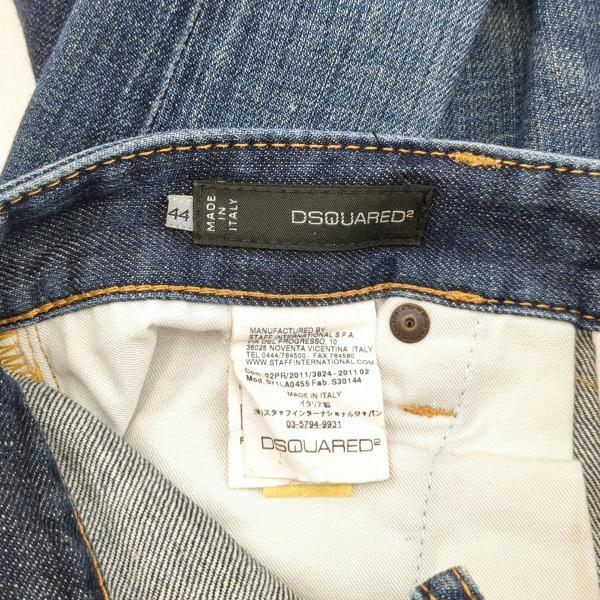 44
MADE
IN
ITALY
DSQUARED²
MANUFACTURED BY
STAFF INTERNATIONAL S.P.A
VIA DEL PROGRESSO, 10
36025 NOVENTA VICENTINA ITALY
TEL.0444/784500 - FAX 784580
WWW.STAFFINTERNATIONAL.COM
Com.02PR/2011/3824-2011 02
Mod.S71LA0455 Fab.S30144
MADE IN ITALY
イタリア製
(株)スタッフインターナショナルジャパン
03-5794-9931
DSQUARED²